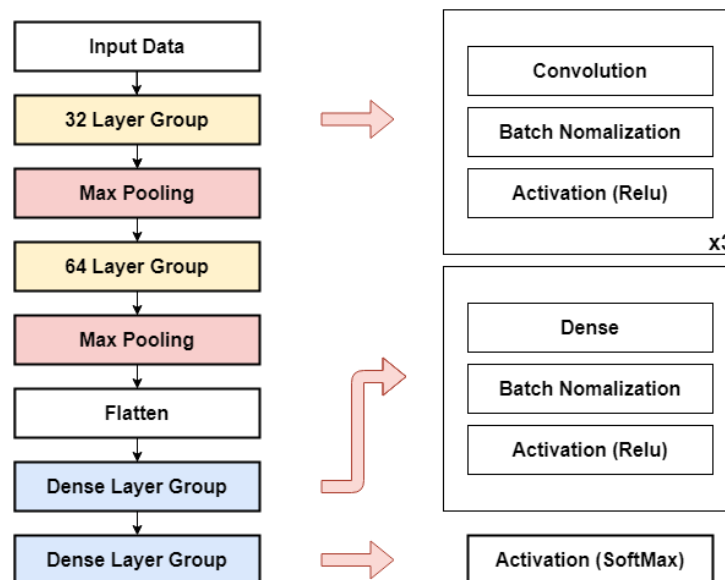 Input Data
32 Layer Group
Max Pooling
64 Layer Group
Max Pooling
Flatten
Dense Layer Group
Dense Layer Group
Convolution
Batch Nomalization
Activation (Relu)
x3
Dense
Batch Nomalization
Activation (Relu)
Activation (SoftMax)